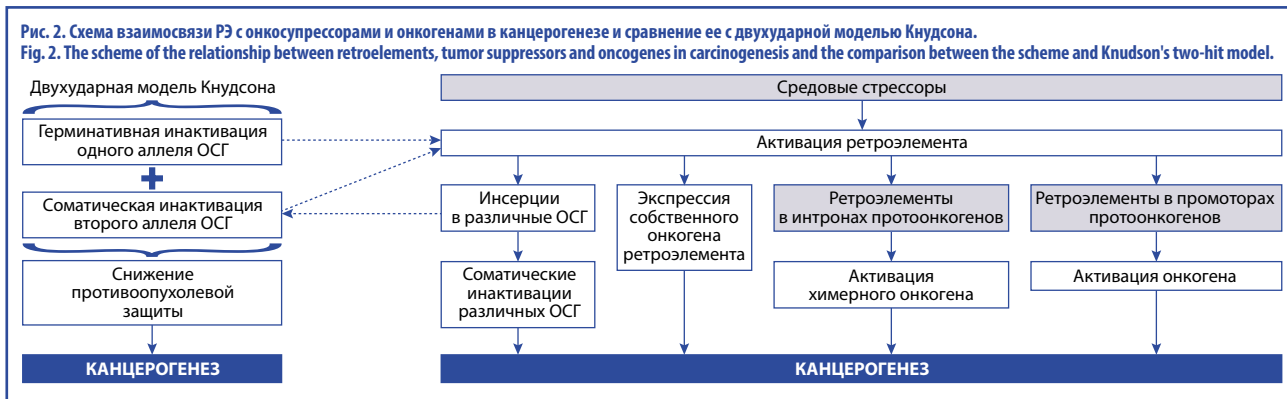 Рис. 2. Схема взаимосвязи РЭ с онкосупрессорами и онкогенами в канцерогенезе и сравнение ее с двухударной моделью Кнудсона.
Fig. 2. The scheme of the relationship between retroelements, tumor suppressors and oncogenes in carcinogenesis and the comparison between the scheme and Knudson's two-hit model.
Двухударная модель Кнудсона
Герминативная инактивация
одного аллеля ОСГ
+
Соматическая инактивация
второго аллеля ОСГ
Снижение
противоопухолевой
защиты
КАНЦЕРОГЕНЕЗ
Средовые стрессоры
Активация ретроэлемента
Инсерции
в различные ОСГ
Соматические
инактивации
различных ОСГ
Экспрессия
собственного
онкогена
ретроэлемента
Ретроэлементы
в интронах протоонкогенов
Активация
химерного онкогена
Ретроэлементы в промоторах
протоонкогенов
Активация онкогена
КАНЦЕРОГЕНЕЗ